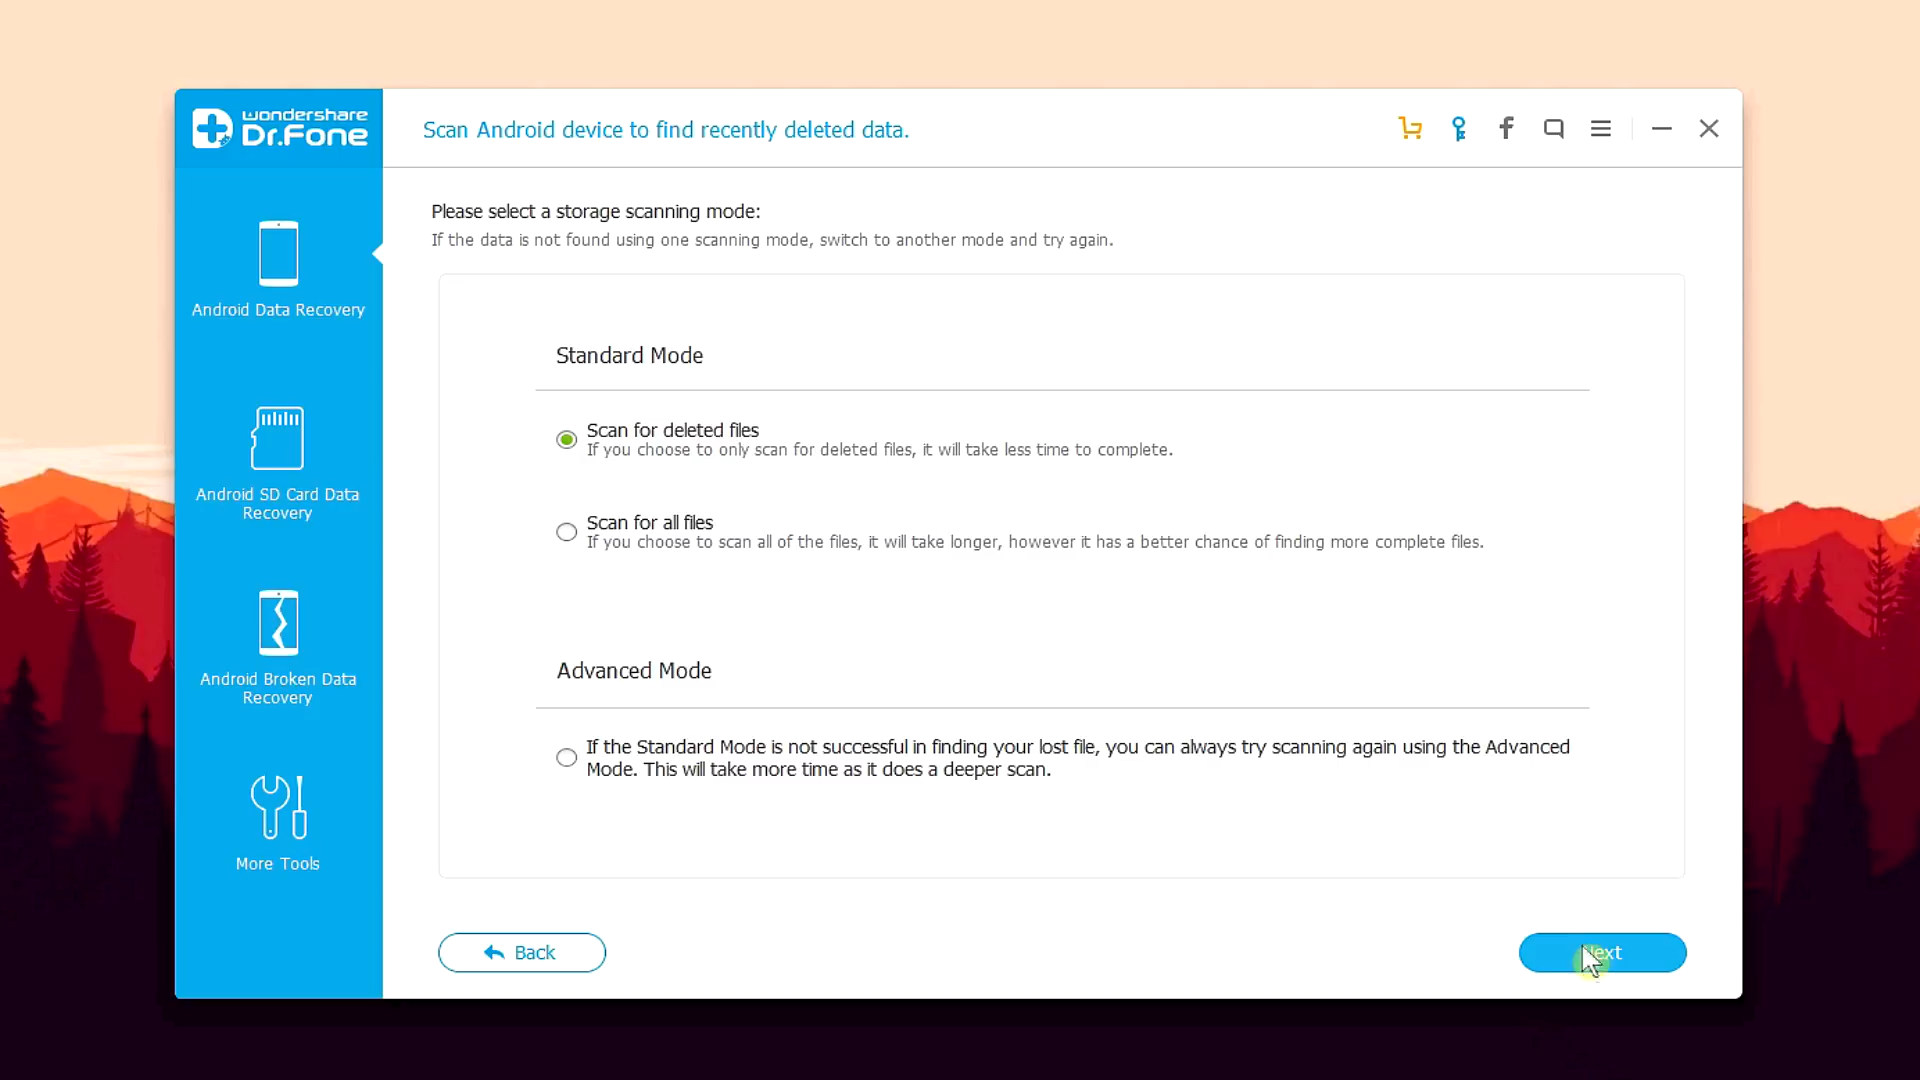 wondershare
Dr.Fone
Scan Android device to find recently deleted data.
Please select a storage scanning mode:
If the data is not found using one scanning mode, switch to another mode and try again.
Android Data Recovery
Standard Mode
Scan for deleted files
If you choose to only scan for deleted files, it will take less time to complete.
Android SD Card Data
Recovery
Scan for all files
If you choose to scan all of the files, it will take longer, however it has a better chance of finding more complete files.
Android Broken Data
Recovery
Advanced Mode
If the Standard Mode is not successful in finding your lost file, you can always try scanning again using the Advanced
Mode. This will take more time as it does a deeper scan.
More Tools
Back
Next